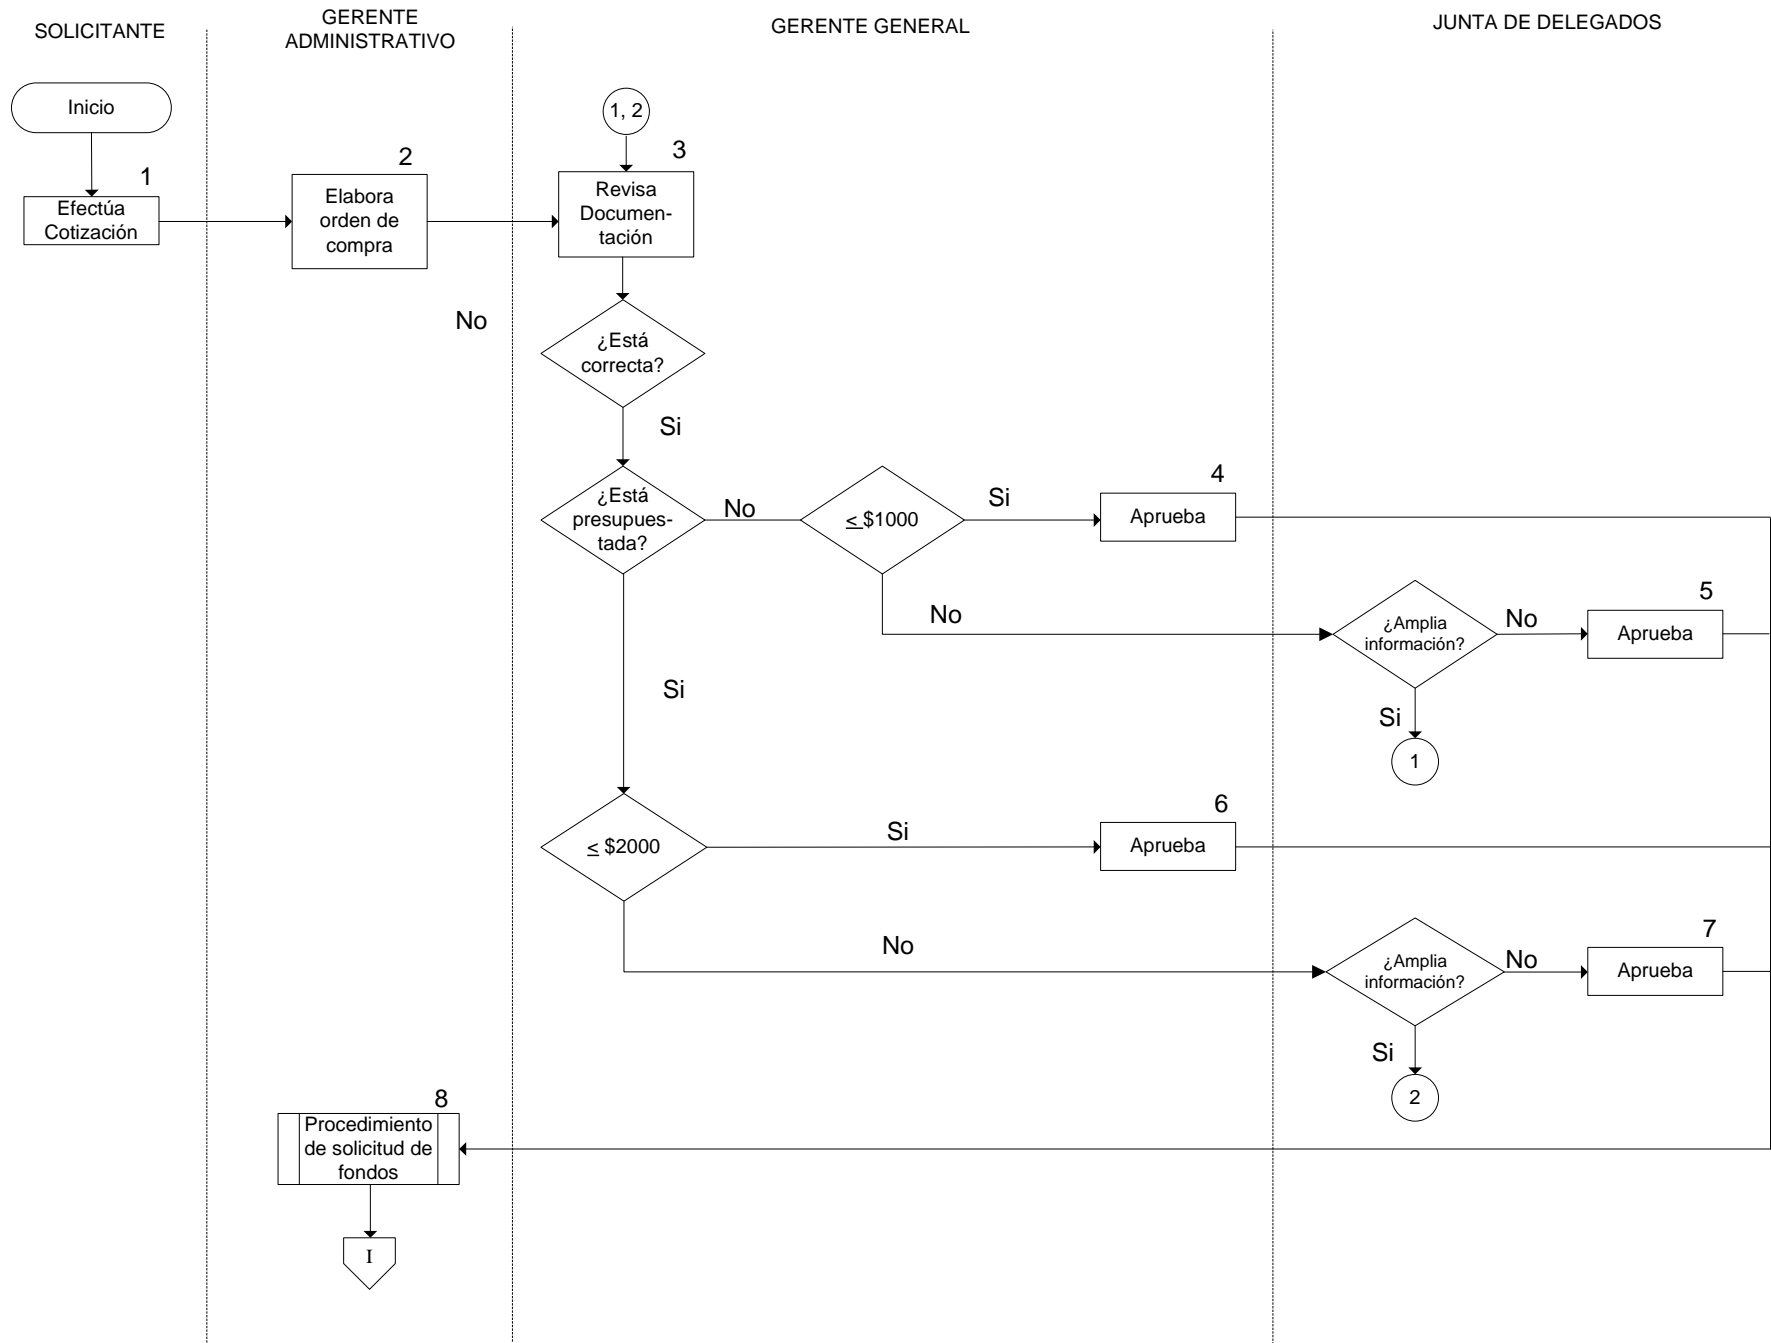 SOLICITANTE
GERENTE
ADMINISTRATIVO
GERENTE GENERAL
JUNTA DE DELEGADOS
Inicio
1, 2
1
Efectúa
Cotización
2
Elabora
orden de
compra
3
Revisa
Documen-
tación
No
¿Está
correcta?
Si
¿Está
presupues-
tada?
No
≤ $1000
Si
4
Aprueba
No
¿Amplia
información?
No
5
Aprueba
Si
1
Si
≤ $2000
Si
6
Aprueba
No
¿Amplia
información?
No
7
Aprueba
Si
2
8
Procedimiento
de solicitud de
fondos
I